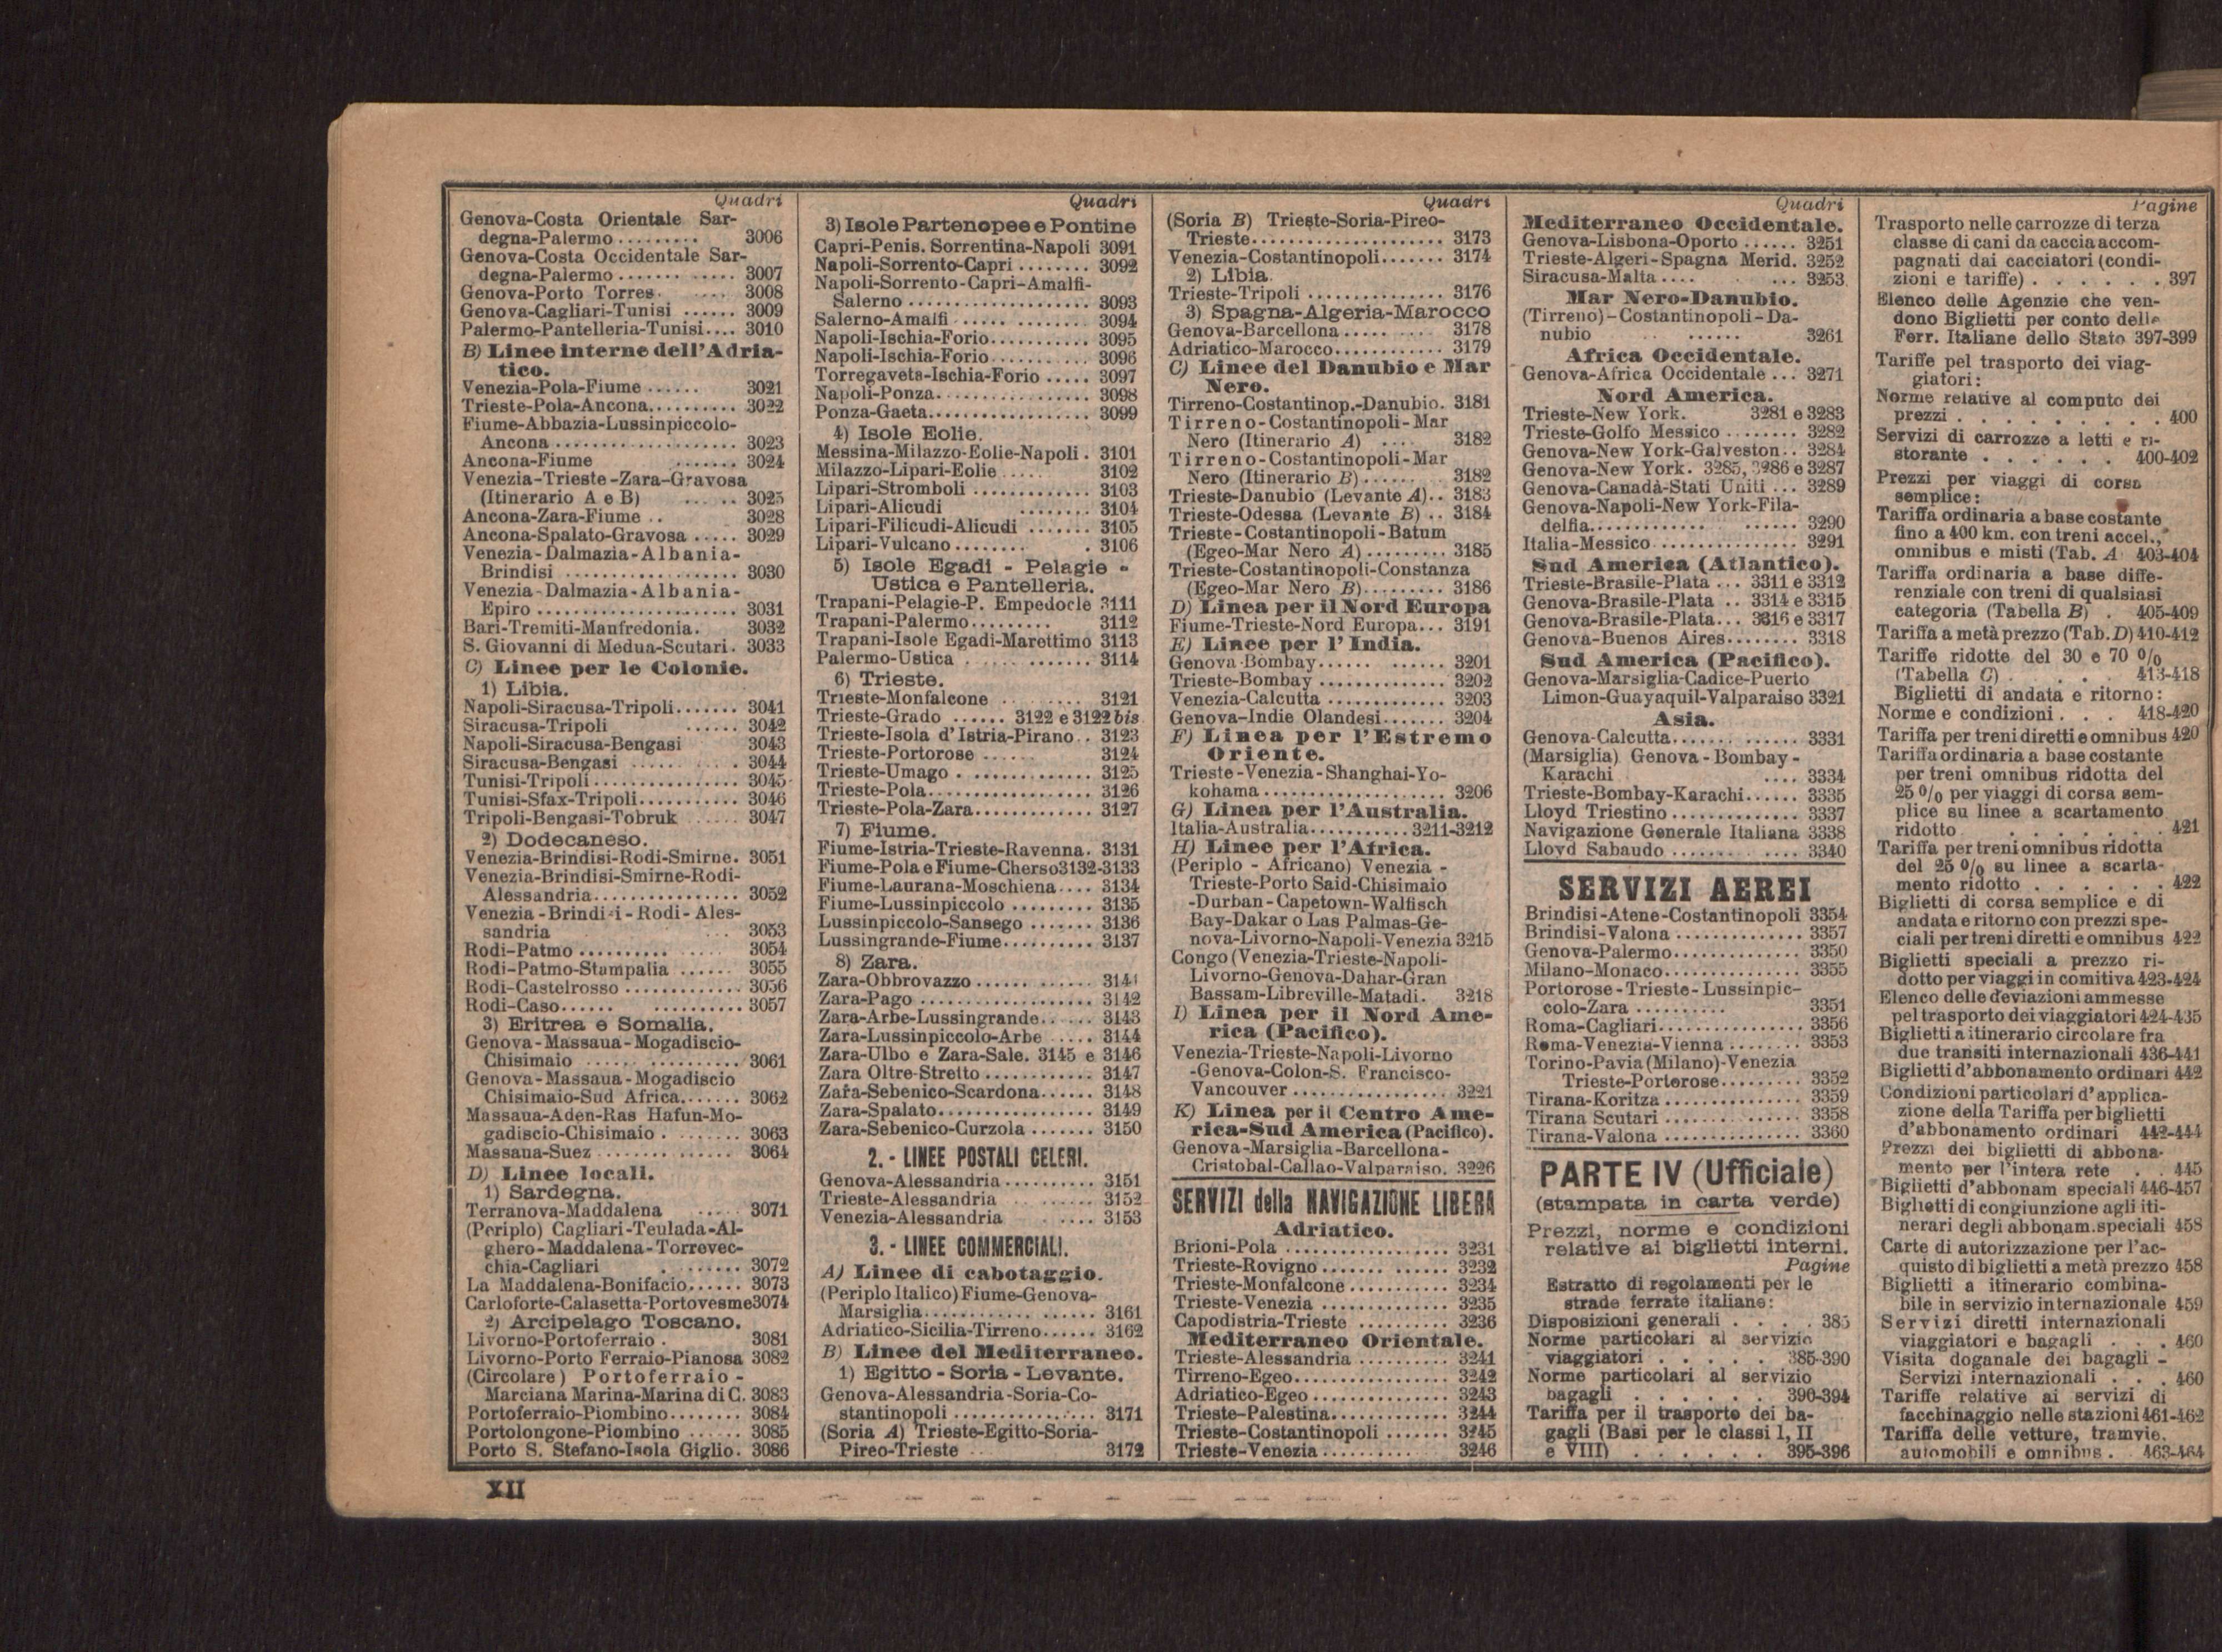 Quadri
Genova-Costa Orientale Sar-
degna-Palermo ......... 3006
Genova-Costa Occidentale Sar-
degna-Palermo ............ 3007
Genova-Porto Torres. .... 3008
Genova-Cagliari-Tunisi ...... 3009
Palermo-Pantelleria-Tunisi.... 3010
B) Linee interne dell'Adria-
tico.
Venezia-Pola-Fiume ...... 3021
Trieste-Pola-Ancona.......... 3022
Fiume-Abbazia-Lussinpiccolo-
Ancona .................... 3023
Ancona-Fiume ....... 3024
Venezia-Trieste-Zara-Gravosa
(Itinerario A e B) ..... 3025
Ancona-Zara-Fiume .. 3028
Ancona-Spalato-Gravosa ..... 3029
Venezia-Dalmazia-Albania-
Brindisi ................... 3030
Venezia-Dalmazia-Albania-
Epiro ...................... 3031
Bari-Tremiti-Manfredonia. 3032
S. Giovanni di Medua-Scutari. 3033
C) Linee per le Colonie.
1) Libia.
Napoli-Siracusa-Tripoli....... 3041
Siracusa-Tripoli ...... 3042
Napoli-Siracusa-Bengasi 3043
Siracusa-Bengasi ...... . 3044
Tunisi-Tripoli................ 3045
Tunisi-Sfax-Tripoli........... 3046
Tripoli-Bengasi-Tobruk ..... 3047
2) Dodecaneso.
Venezia-Brindisi-Rodi-Smirne. 3051
Venezia-Brindisi-Smirne-Rodi-
Alessandria................ 3052
Venezia-Brindisi-Rodi-Ales-
sandria ... 3053
Rodi-Patmo .......... 3054
Rodi-Patmo-Stampalia ...... 3055
Rodi-Castelrosso ............. 3056
Rodi-Caso...... .......... 3057
3) Eritrea e Somalia.
Genova-Massaua-Mogadiscio-
Chisimaio ................ 3061
Genova-Massaua-Mogadiscio
Chisimaio-Sud Africa....... 3062
Massaua-Aden-Ras Hafun-Mo-
gadiscio-Chisimaio . ....... 3063
Massaua-Suez .............. 3064
D) Linee locali.
1) Sardegna.
Terranova-Maddalena ..... 3071
(Periplo) Cagliari-Teulada-Al-
ghero-Maddalena-Torrevec-
chia-Cagliari . ....... 3072
La Maddalena-Bonifacio...... 3073
Carloforte-Calasetta-Portovesme3074
2) Arcipelago Toscano.
Livorno-Portoferraio . 3081
Livorno-Porto Ferraio-Pianosa 3082
(Circolare) Portoferraio -
Marciana Marina-Marina di C. 3083
Portoferraio-Piombino........ 3084
Portolongone-Piombino ...... 3085
Porto S. Stefano-Isola Giglio. 3086
Quadri
3) Isole Partenopee e Pontine
Capri-Penis. Sorrentina-Napoli 3091
Napoli-Sorrento-Capri ........ 3092
Napoli-Sorrento-Capri-Amalfi-
Salerno .................... 3093
Salerno-Amalfi ..... ........ 3094
Napoli-Ischia-Forio........... 3095
Napoli-Ischia-Forio........... 3096
Torregaveta-Ischia-Forio ..... 3097
Napoli-Ponza................. 3098
Ponza-Gaeta.................. 3099
4) Isole Eolie.
Messina-Milazzo-Eolie-Napoli . 3101
Milazzo-Lipari-Eolie ..... 3102
Lipari-Stromboli ............. 3103
Lipari-Alicudi ........ 3104
Lipari-Filicudi-Alicudi ....... 3105
Lipari-Vulcano........ . 3106
5) Isole Egadi - Pelagie -
Ustica e Pantelleria.
Trapani-Pelagie-P. Empedocle 3111
Trapani-Palermo......... 3112
Trapani-Isole Egadi-Marettimo 3113
Palermo-Ustica ............ 3114
6) Trieste.
Trieste-Monfalcone ......... 3121
Trieste-Grado ...... 3122 e 3122 bis
Trieste-Isola d'Istria-Pirano.. 3123
Trieste-Portorose ...... 3124
Trieste-Umago . ............. 3125
Trieste-Pola.................. 3126
Trieste-Pola-Zara............. 3127
7) Fiume.
Fiume-Istria-Trieste-Ravenna. 3131
Fiume-Pola e Fiume-Cherso3132-3133
Fiume-Laurana-Moschiena.... 3134
Fiume-Lussinpiccolo ......... 3135
Lussinpiccolo-Sansego ....... 3136
Lussingrande-Fiume.......... 3137
8) Zara.
Zara-Obbrovazzo ............ 3141
Zara-Pago ................... 3142
Zara-Arbe-Lussingrande...... 3143
Zara-Lussinpiccolo-Arbe ..... 3144
Zara-Ulbo e Zara-Sale. 3145 e 3146
Zara Oltre-Stretto ............ 3147
Zara-Sebenico-Scardona...... 3148
Zara-Spalato................. 3149
Zara-Sebenico-Curzola ....... 3150
2. - LINEE POSTALI CELERI.
Genova-Alessandria .......... 3151
Trieste-Alessandria ......... 3152
Venezia-Alessandria .... 3153
3. - LINEE COMMERCIALI.
A) Linee di cabotaggio.
(Periplo Italico) Fiume-Genova-
Marsiglia................... 3161
Adriatico-Sicilia-Tirreno...... 3162
B) Linee del Mediterraneo.
1) Egitto - Soria - Levante.
Genova-Alessandria-Soria-Co-
stantinopoli ................ 3171
(Soria A) Trieste-Egitto-Soria-
Pireo-Trieste .. 3172
Quadri
(Soria B) Trieste-Soria-Pireo-
Trieste..................... 3173
Venezia-Costantinopoli....... 3174
2) Libia.
Trieste-Tripoli ............... 3176
3) Spagna-Algeria-Marocco
Genova-Barcellona .......... 3178
Adriatico-Marocco............ 3179
C) Linee del Danubio e Mar
Nero.
Tirreno-Costantinop.-Danubio. 3181
Tirreno-Costantinopoli-Mar
Nero (Itinerario A) .... 3182
Tirreno-Costantinopoli-Mar
Nero (Itinerario B)........ 3182
Trieste-Danubio (Levante A).. 3183
Trieste-Odessa (Levante B) .. 3184
Trieste-Costantinopoli-Batum
(Egeo-Mar Nero A) ......... 3185
Trieste-Costantinopoli-Constanza
(Egeo-Mar Nero B)......... 3186
D) Linea per il Nord Europa
Fiume-Trieste-Nord Europa... 3191
E) Linee per l'India.
Genova-Bombay...... ...... 3201
Trieste-Bombay .............. 3202
Venezia-Calcutta ............. 3203
Genova-Indie Olandesi....... 3204
F) Linea per l'Estremo
Oriente.
Trieste-Venezia-Shanghai-Yo-
kohama .................... 3206
G) Linea per l'Australia.
Italia-Australia...........3211-3212
H) Linee per l'Africa.
(Periplo - Africano) Venezia -
Trieste-Porto Said-Chisimaio
-Durban-Capetown-Walfisch
Bay-Dakar o Las Palmas-Ge-
nova-Livorno-Napoli-Venezia 3215
Congo (Venezia-Trieste-Napoli-
Livorno-Genova-Dahar-Gran
Bassam-Libreville-Matadi. 3218
I) Linea per il Nord Ame-
rica (Pacifico).
Venezia-Trieste-Napoli-Livorno
-Genova-Colon-S. Francisco-
Vancouver .................. 3221
K) Linea per il Centro Ame-
rica-Sud America (Pacifico).
Genova-Marsiglia-Barcellona-
Cristobal-Callao-Valparaiso. 3226
SERVIZI della NAVIGAZIONE LIBERA
Adriatico.
Brioni-Pola .................. 3231
Trieste-Rovigno ............. 3232
Trieste-Monfalcone ........... 3234
Trieste-Venezia .............. 3235
Capodistria-Trieste .......... 3236
Mediterraneo Orientale.
Trieste-Alessandria .......... 3241
Tirreno-Egeo................. 3242
Adriatico-Egeo ............... 3243
Trieste-Palestina............. 3244
Trieste-Costantinopoli ....... 3245
Trieste-Venezia .............. 3246
Quadri
Mediterraneo Occidentale.
Genova-Lisbona-Oporto ...... 3251
Trieste-Algeri-Spagna Merid. 3252
Siracusa-Malta .... ... 3253
Mar Nero-Danubio.
(Tirreno)-Costantinopoli-Da-
nubio ...... 3261
Africa Occidentale.
Genova-Africa Occidentale ... 3271
Nord America.
Trieste-New York. 3281 e 3283
Trieste-Golfo Messico ........ 3282
Genova-New York-Galveston.. 3284
Genova-New York. 3285, 3286 e 3287
Genova-Canadà-Stati Uniti ... 3289
Genova-Napoli-New York-Fila-
delfia............ ...... 3290
Italia-Messico ............... 3291
Sud America (Atlantico).
Trieste-Brasile-Plata ... 3311 e 3312
Genova-Brasile-Plata .. 3314 e 3315
Genova-Brasile-Plata... 3316 e 3317
Genova-Buenos Aires........ 3318
Sud America (Pacifico).
Genova-Marsiglia-Cadice-Puerto
Limon-Guayaquil-Valparaiso 3321
Asia.
Genova-Calcutta............. 3331
(Marsiglia) Genova-Bombay-
Karachi .... 3334
Trieste-Bombay-Karachi...... 3335
Lloyd Triestino .............. 3337
Navigazione Generale Italiana 3338
Lloyd Sabaudo ........ .... 3340
SERVIZI AEREI
Brindisi-Atene-Costantinopoli 3354
Brindisi-Valona .............. 3357
Genova-Palermo.............. 3350
Milano-Monaco............... 3355
Portorose-Trieste-Lussinpic-
colo-Zara .......... 3351
Roma-Cagliari................ 3356
Roma-Venezia-Vienna ........ 3353
Torino-Pavia (Milano)-Venezia
Trieste-Portorose......... 3352
Tirana-Koritza ............... 3359
Tirana Scutari ............... 3358
Tirana-Valona ............... 3360
PARTE IV (Ufficiale)
(stampata in carta verde)
Prezzi, norme e condizioni
relative ai biglietti interni.
Pagine
Estratto di regolamenti per le
strade ferrate italiane:
Disposizioni generali . . . . 385
Norme particolari al servizio
viaggiatori . . . . . 385-390
Norme particolari al servizio
bagagli . . . . . . 390-394
Tariffa per il trasporto dei ba-
gagli (Basi per le classi I, II
e VIII) . . . . . . 395-396
Pagine
Trasporto nelle carrozze di terza
classe di cani da caccia accom-
pagnati dai cacciatori (condi-
zioni e tariffe) . . . . . . 397
Elenco delle Agenzie che ven-
dono Biglietti per conto delle
Ferr. Italiane dello Stato 397-399
Tariffe pel trasporto dei viag-
giatori:
Norme relative al computo dei
prezzi . . . . . . . . . 400
Servizi di carrozze a letti e ri-
storante . . . . . . 400-402
Prezzi per viaggi di corsa
semplice:
Tariffa ordinaria a base costante
fino a 400 km. con treni accel.,
omnibus e misti (Tab. A 403-404
Tariffa ordinaria a base diffe-
renziale con treni di qualsiasi
categoria (Tabella B) . 405-409
Tariffa a metà prezzo (Tab. D) 410-412
Tariffe ridotte del 30 e 70 %
(Tabella C) . . . . 413-418
Biglietti di andata e ritorno:
Norme e condizioni . . . 418-420
Tariffa per treni diretti e omnibus 420
Tariffa ordinaria a base costante
per treni omnibus ridotta del
25 % per viaggi di corsa sem-
plice su linee a scartamento
ridotto . . . . . . . 421
Tariffa per treni omnibus ridotta
del 25 % su linee a scarta-
mento ridotto . . . . . . 422
Biglietti di corsa semplice e di
andata e ritorno con prezzi spe-
ciali per treni diretti e omnibus 422
Biglietti speciali a prezzo ri-
dotto per viaggi in comitiva 423-424
Elenco delle deviazioni ammesse
pel trasporto dei viaggiatori 424-435
Biglietti a itinerario circolare fra
due transiti internazionali 436-441
Biglietti d'abbonamento ordinari 442
Condizioni particolari d'applica-
zione della Tariffa per biglietti
d'abbonamento ordinari 442-444
Prezzi dei biglietti di abbona-
mento per l'intera rete . . 445
Biglietti d'abbonam speciali 446-457
Biglietti di congiunzione agli iti-
nerari degli abbonam. speciali 458
Carte di autorizzazione per l'ac-
quisto di biglietti a metà prezzo 458
Biglietti a itinerario combina-
bile in servizio internazionale 459
Servizi diretti internazionali
viaggiatori e bagagli . . . 460
Visita doganale dei bagagli -
Servizi internazionali . . . 460
Tariffe relative ai servizi di
facchinaggio nelle stazioni 461-462
Tariffa delle vetture, tramvie,
automobili e omnibus . 463-464
XII